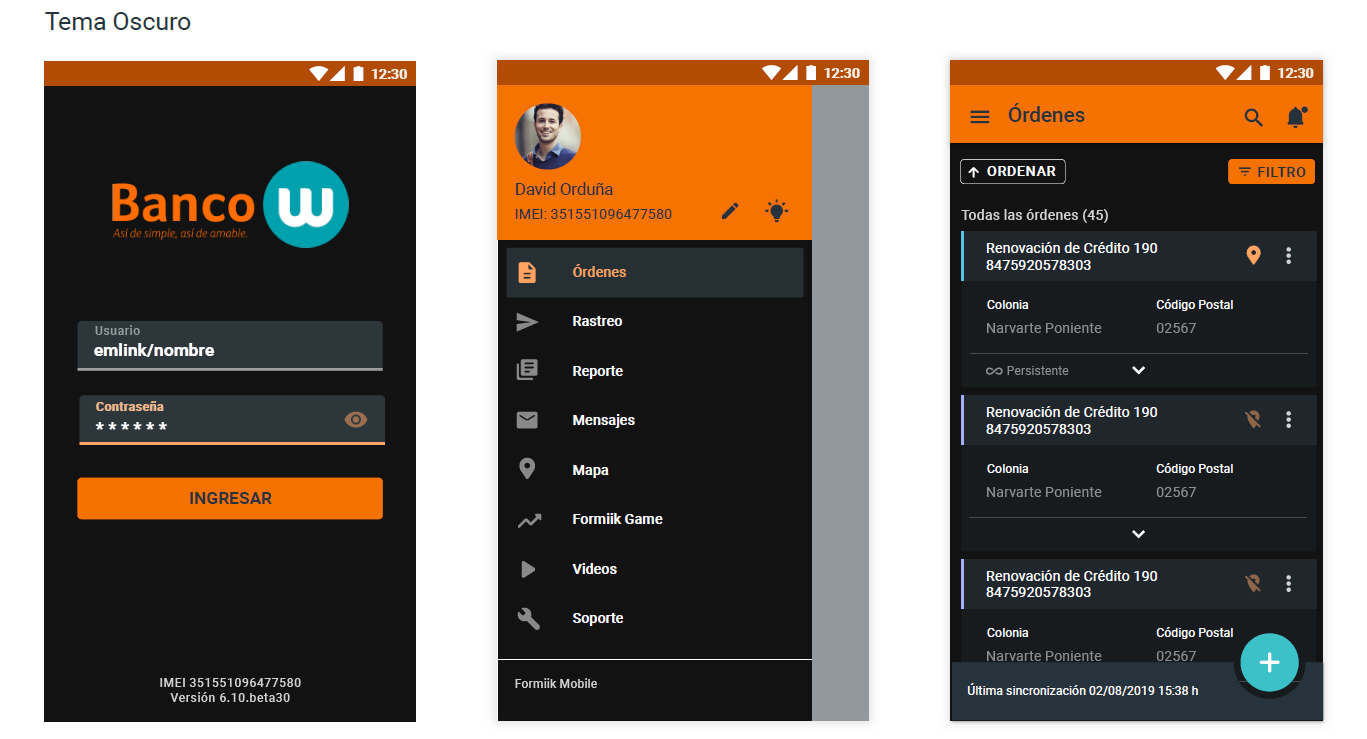 Tema Oscuro
12:30
Banco W
Así de simple, así de amable.
Usuario
emlink/nombre
Contraseña
******
INGRESAR
IMEI 351551096477580
Versión 6.10.beta30
12:30
David Orduña
IMEI: 351551096477580
Órdenes
Rastreo
Reporte
Mensajes
Mapa
Formiik Game
Videos
Soporte
Formiik Mobile
12:30
Órdenes
ORDENAR
FILTRO
Todas las órdenes (45)
Renovación de Crédito 190
8475920578303
Colonia Código Postal
Narvarte Poniente 02567
Persistente
Renovación de Crédito 190
8475920578303
Colonia Código Postal
Narvarte Poniente 02567
Renovación de Crédito 190
8475920578303
Colonia Código Postal
Narvarte Poniente 02567
Última sincronización 02/08/2019 15:38 h